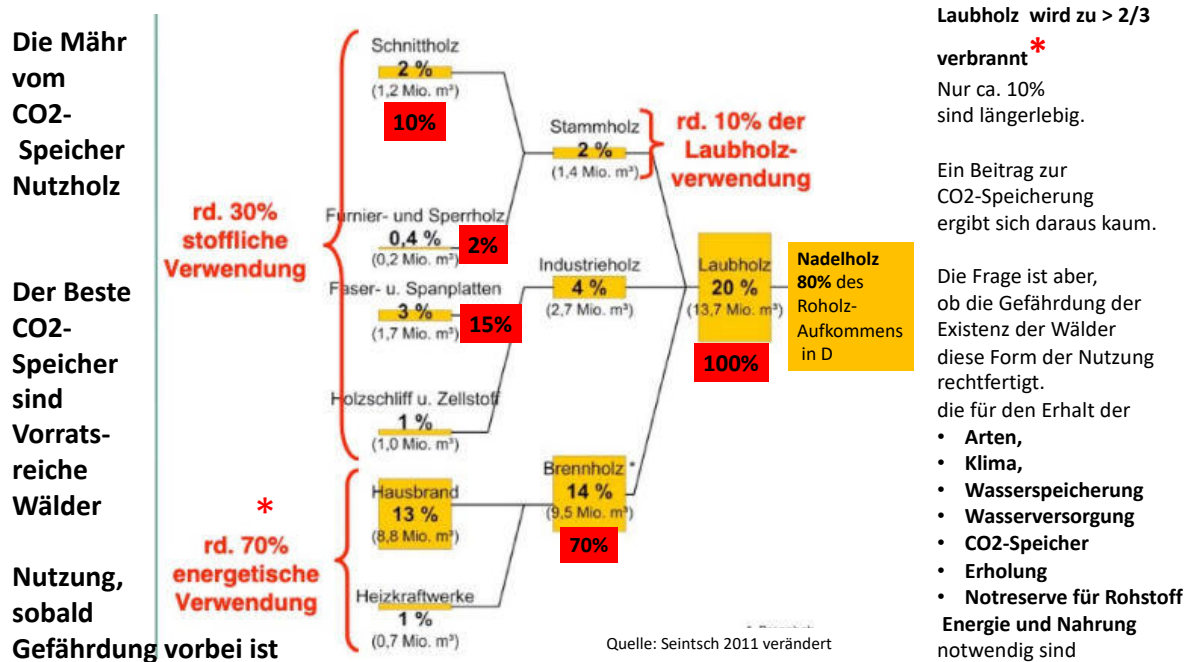 Die Mähr
vom
CO2-
Speicher
Nutzholz
Der Beste
CO2-
Speicher
sind
Vorrats-
reiche
Wälder
Nutzung,
sobald
Gefährdung vorbei ist
rd. 30%
stoffliche
Verwendung
*
rd. 70%
energetische
Verwendung
Schnittholz
2 %
(1,2 Mio. m³)
10%
Furnier- und Sperrholz
0,4 %
(0,2 Mio. m³)
2%
Faser- u. Spanplatten
3 %
(1,7 Mio. m³)
15%
Holzschliff u. Zellstoff
1 %
(1,0 Mio. m³)
Hausbrand
13 %
(8,8 Mio. m³)
Heizkraftwerke
1 %
(0,7 Mio. m³)
Stammholz
2 %
(1,4 Mio. m³)
rd. 10% der
Laubholz-
verwendung
Industrieholz
4 %
(2,7 Mio. m³)
Brennholz *
14 %
(9,5 Mio. m³)
70%
Laubholz
20 %
(13,7 Mio. m³)
100%
Nadelholz
80% des
Roholz-
Aufkommens
in D
Quelle: Seintsch 2011 verändert
Laubholz wird zu > 2/3
verbrannt*
Nur ca. 10%
sind längerlebig.
Ein Beitrag zur
CO2-Speicherung
ergibt sich daraus kaum.
Die Frage ist aber,
ob die Gefährdung der
Existenz der Wälder
diese Form der Nutzung
rechtfertigt.
die für den Erhalt der
• Arten,
• Klima,
• Wasserspeicherung
• Wasserversorgung
• CO2-Speicher
• Erholung
• Notreserve für Rohstoff
Energie und Nahrung
notwendig sind